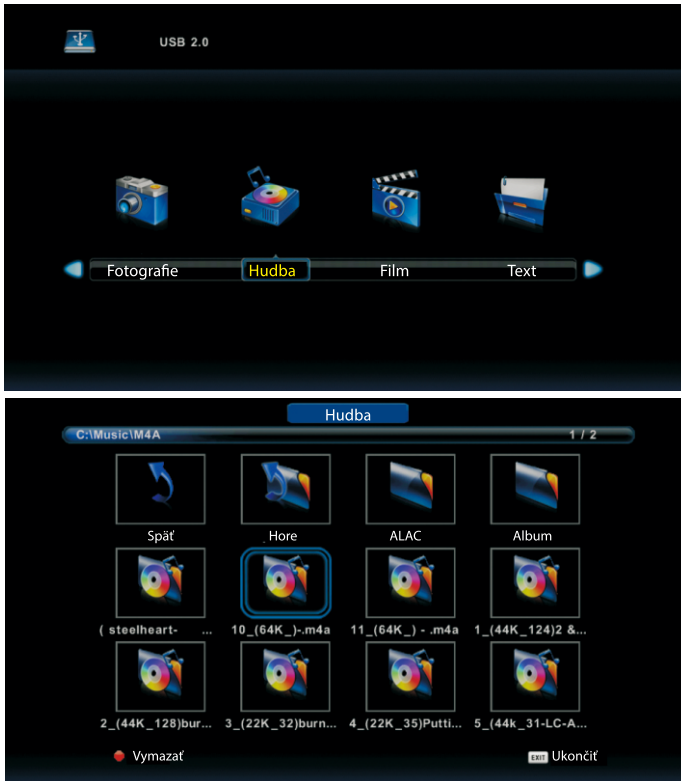 USB 2.0
Fotografie Hudba Film Text
Hudba
C:\Music\M4A 1 / 2
Späť Hore ALAC Album
( steelheart- ... 10_(64K_)-.m4a 11_(64K_) - .m4a 1_(44K_124)2 &...
2_(44K_128)bur... 3_(22K_32)burn... 4_(22K_35)Putti... 5_(44k_31-LC-A...
Vymazať EXIT Ukončiť